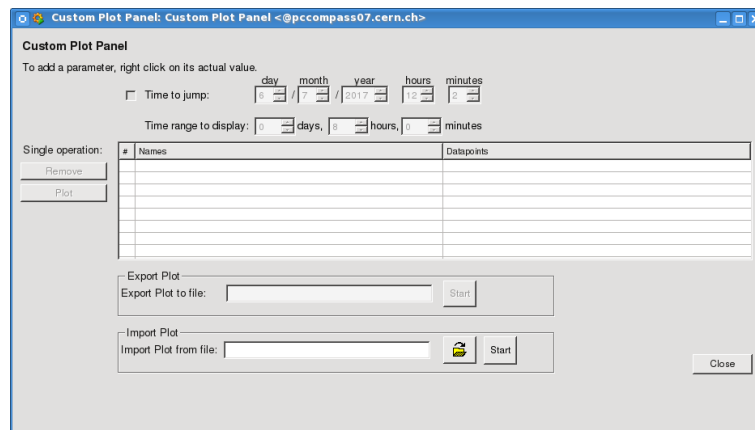 Custom Plot Panel: Custom Plot Panel <@pccompass07.cern.ch>
Custom Plot Panel
To add a parameter, right click on its actual value.
day month year hours minutes
Time to jump: 6 / 7 / 2017 12 2
Time range to display: 0 days, 8 hours, 0 minutes
Single operation:
# Names Datapoints
Remove
Plot
Export Plot
Export Plot to file: Start
Import Plot
Import Plot from file: Start
Close